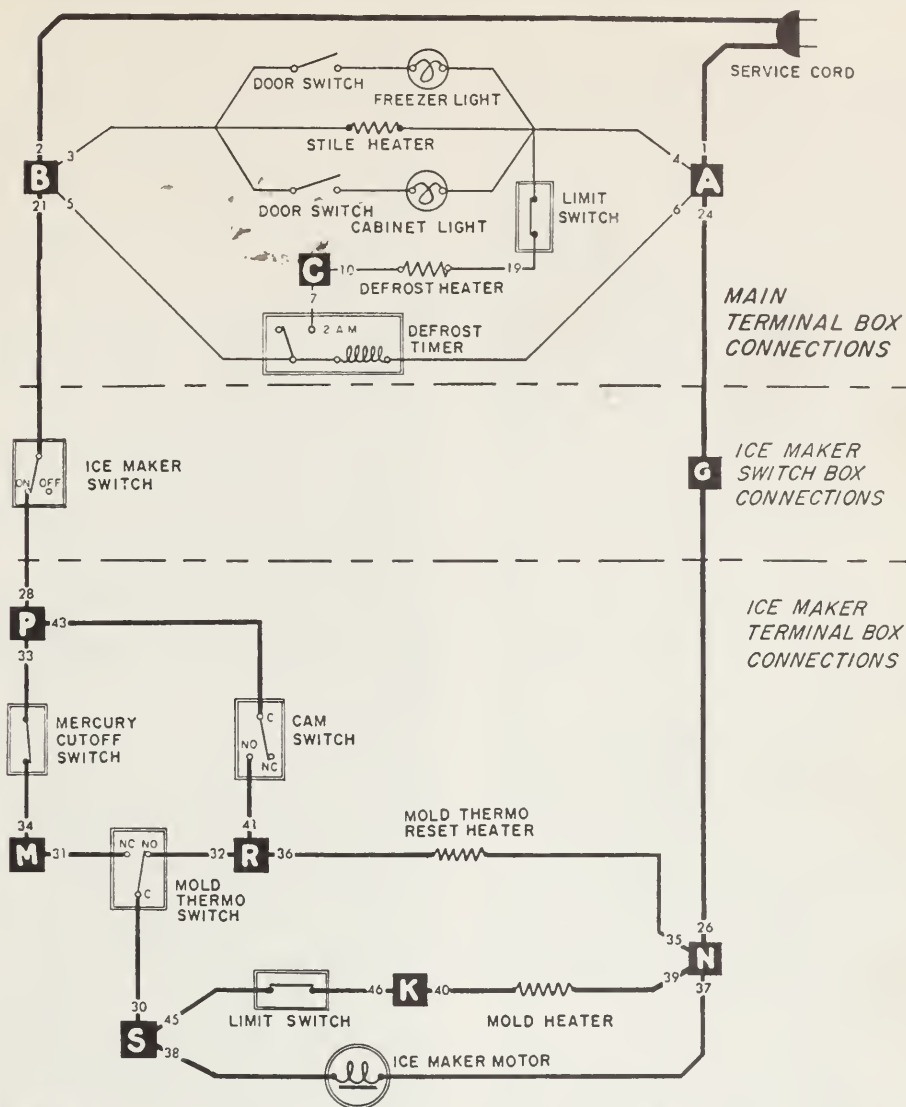 SERVICE CORD
DOOR SWITCH
FREEZER LIGHT
STILE HEATER
2
3
B
21
5
4
1
A
6
24
DOOR SWITCH
CABINET LIGHT
LIMIT
SWITCH
C
10
DEFROST HEATER
19
7
2 AM
DEFROST
TIMER
MAIN
TERMINAL BOX
CONNECTIONS
ICE MAKER
SWITCH
ON
OFF
G
ICE MAKER
SWITCH BOX
CONNECTIONS
28
P
43
33
ICE MAKER
TERMINAL BOX
CONNECTIONS
MERCURY
CUTOFF
SWITCH
C
NO
NC
CAM
SWITCH
34
M
31
NC NO
C
MOLD
THERMO
SWITCH
32
41
R
36
MOLD THERMO
RESET HEATER
35
26
N
39
37
30
S
45
38
LIMIT SWITCH
46
K
40
MOLD HEATER
ICE MAKER MOTOR